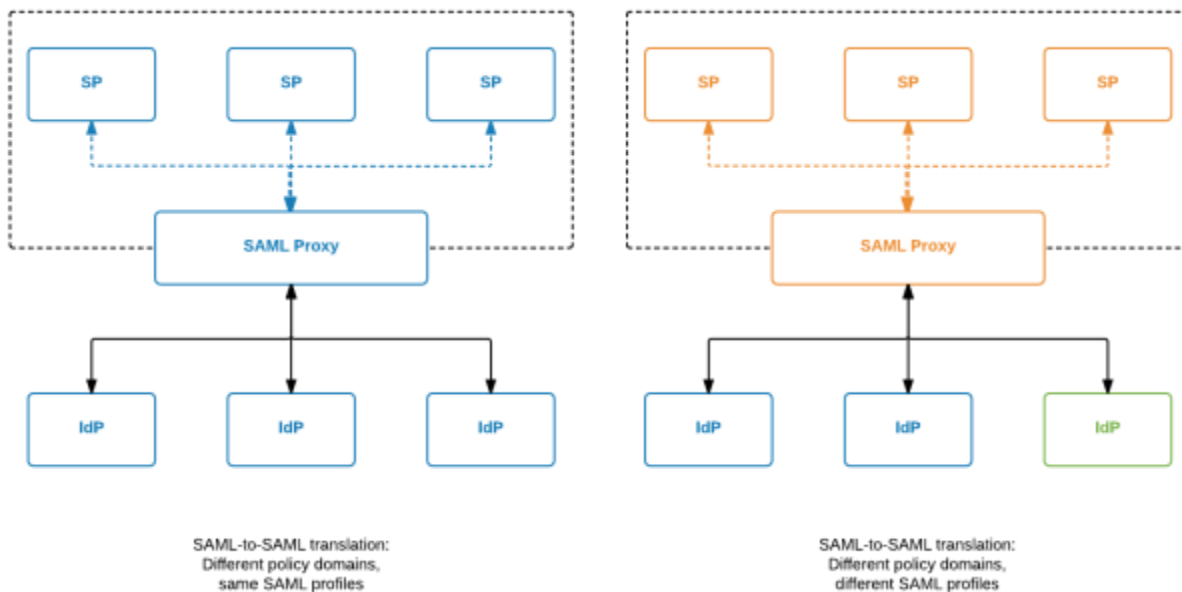 SP
SP
SP
SAML Proxy
IdP
IdP
IdP
SAML-to-SAML translation:
Different policy domains,
same SAML profiles
SP
SP
SP
SAML Proxy
IdP
IdP
IdP
SAML-to-SAML translation:
Different policy domains,
different SAML profiles